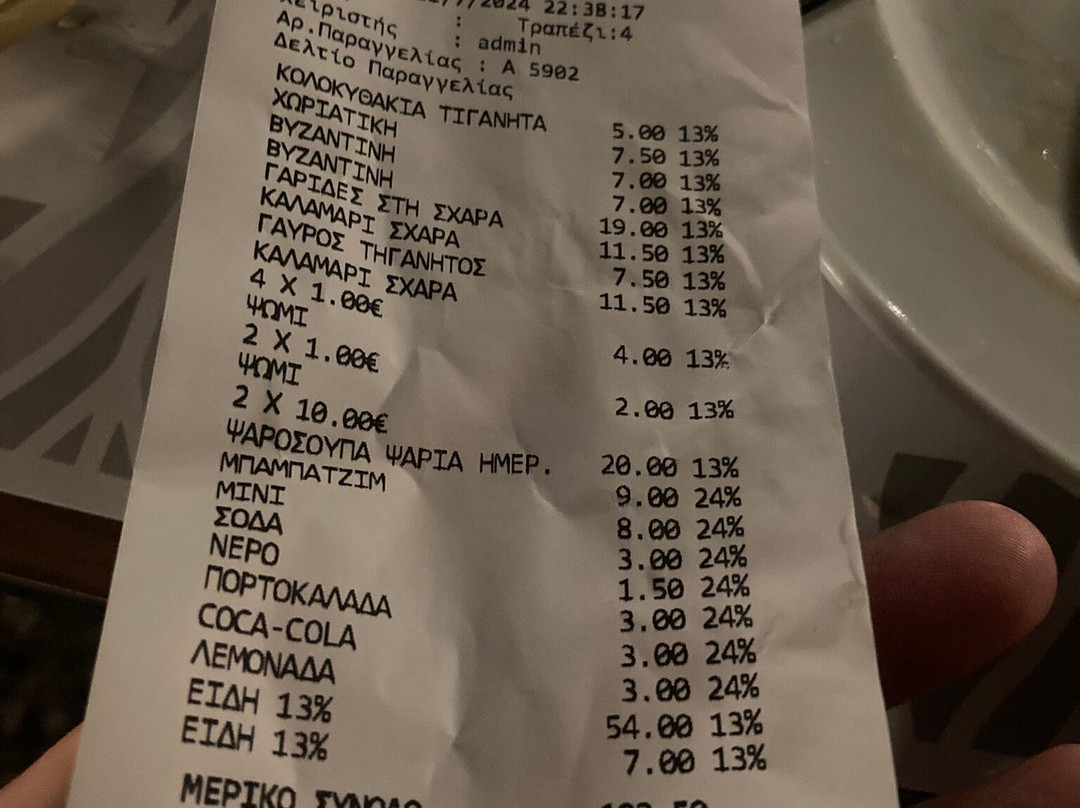 22:38:17
Τραπέζι:4
: admin
Αρ.Παραγγελίας : A 5902
Δελτίο Παραγγελίας
ΚΟΛΟΚΥΘΑΚΙΑ ΤΙΓΑΝΗΤΑ 5.00 13%
ΧΩΡΙΑΤΙΚΗ 7.50 13%
ΒΥΖΑΝΤΙΝΗ 7.00 13%
ΒΥΖΑΝΤΙΝΗ 7.00 13%
ΓΑΡΙΔΕΣ ΣΤΗ ΣΧΑΡΑ 19.00 13%
ΚΑΛΑΜΑΡΙ ΣΧΑΡΑ 11.50 13%
ΓΑΥΡΟΣ ΤΗΓΑΝΗΤΟΣ 7.50 13%
ΚΑΛΑΜΑΡΙ ΣΧΑΡΑ 11.50 13%
4 X 1.00€
ΨΩΜΙ 4.00 13%
2 X 1.00€
ΨΩΜΙ 2.00 13%
2 X 10.00€
ΨΑΡΟΣΟΥΠΑ ΨΑΡΙΑ ΗΜΕΡ. 20.00 13%
ΜΠΑΜΠΑΤΖΙΜ 9.00 24%
ΜΙΝΙ 8.00 24%
ΣΟΔΑ 3.00 24%
ΝΕΡΟ 1.50 24%
ΠΟΡΤΟΚΑΛΑΔΑ 3.00 24%
COCA-COLA 3.00 24%
ΛΕΜΟΝΑΔΑ 3.00 24%
ΕΙΔΗ 13% 54.00 13%
ΕΙΔΗ 13% 7.00 13%
ΜΕΡΙΚΟ ΣΥΝΟΛΟ